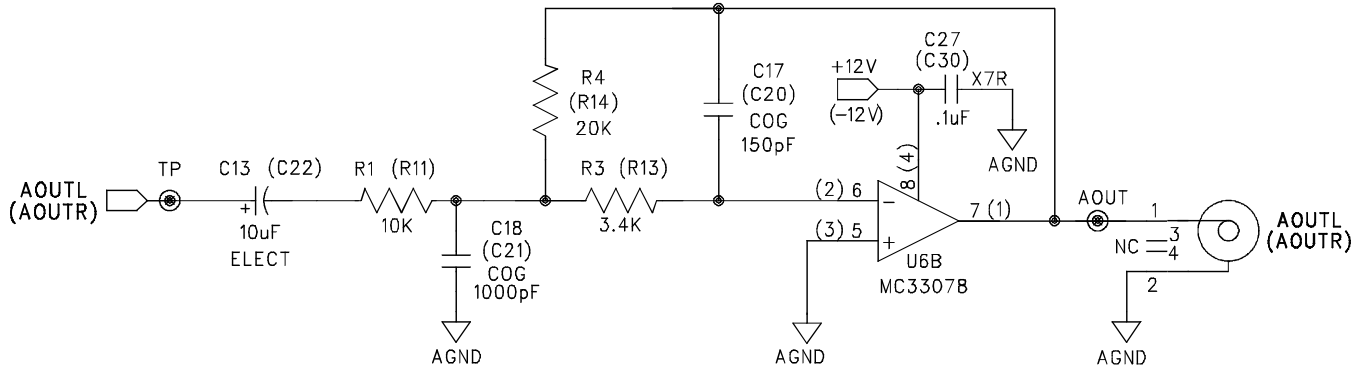 AOUTL
(AOUTR)
TP
C13 (C22)
+
10uF
ELECT
R1 (R11)
10K
C18
(C21)
COG
1000pF
AGND
R4
(R14)
20K
R3 (R13)
3.4K
C17
(C20)
COG
150pF
+12V
(-12V)
C27
(C30)
X7R
.1uF
AGND
8 (4)
(2) 6
(3) 5
−
+
7 (1)
U6B
MC33078
AGND
AOUT
1
NC
3
4
2
AGND
AOUTL
(AOUTR)